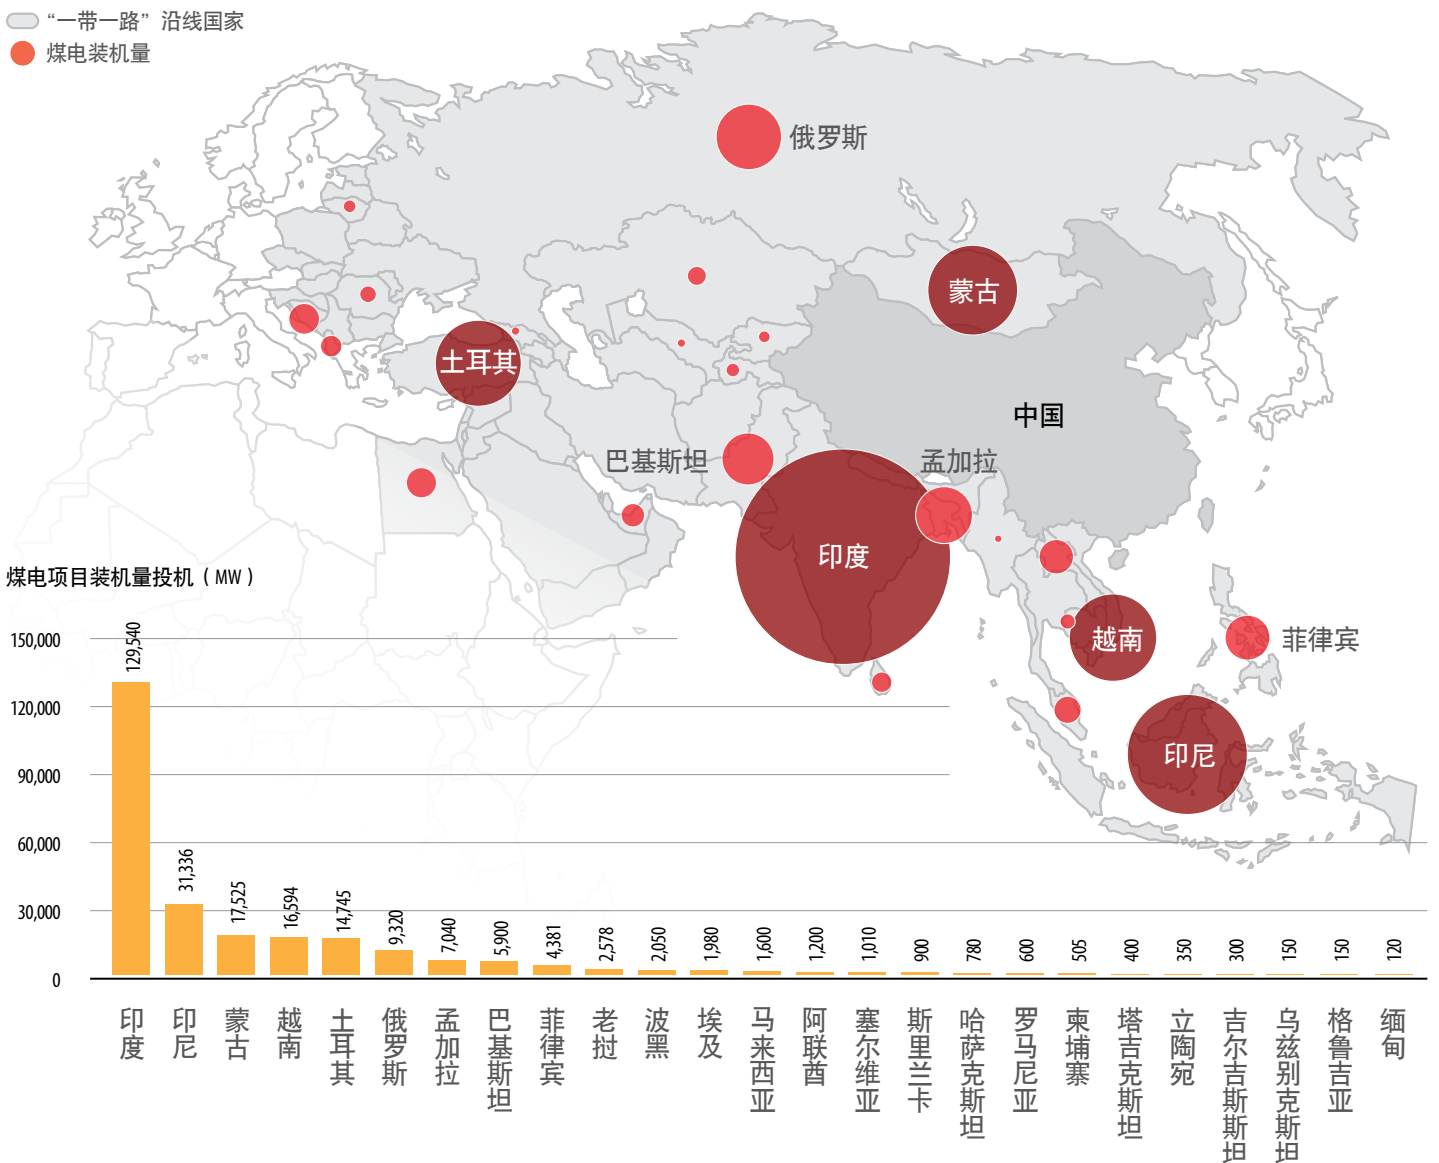 “一带一路” 沿线国家
煤电装机量
俄罗斯
蒙古
土耳其
中国
巴基斯坦
孟加拉
印度
越南
菲律宾
印尼
煤电项目装机量投机（MW）
150,000
120,000
90,000
60,000
30,000
0
129,540
31,336
17,525
16,594
14,745
9,320
7,040
5,900
4,381
2,578
2,050
1,980
1,600
1,200
1,010
900
780
600
505
400
350
300
150
150
120
印度
印尼
蒙古
越南
土耳其
俄罗斯
孟加拉
巴基斯坦
菲律宾
老挝
波黑
埃及
马来西亚
阿联酋
塞尔维亚
斯里兰卡
哈萨克斯坦
罗马尼亚
柬埔寨
塔吉克斯坦
立陶宛
吉尔吉斯斯坦
乌兹别克斯坦
格鲁吉亚
缅甸